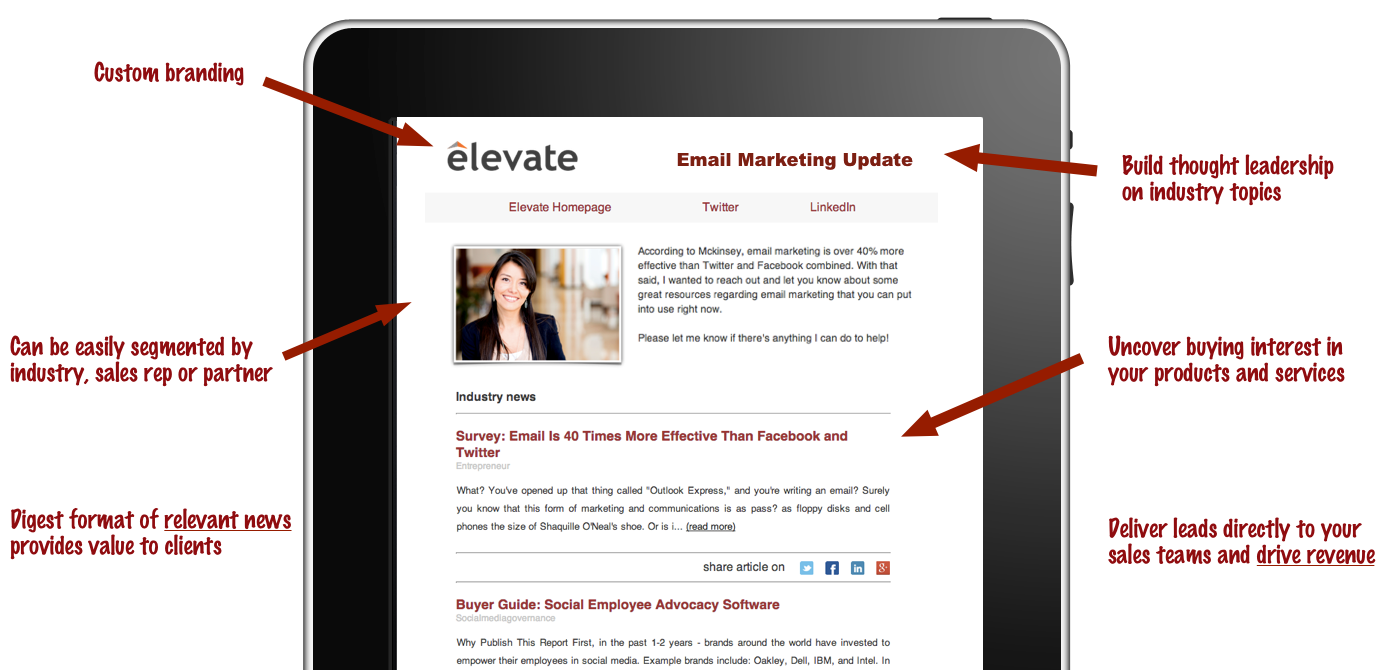 Custom branding
elevate
Email Marketing Update
Build thought leadership
on industry topics
Elevate Homepage
Twitter
LinkedIn
According to Mckinsey, email marketing is over 40% more
effective than Twitter and Facebook combined. With that
said, I wanted to reach out and let you know about some
great resources regarding email marketing that you can put
into use right now.
Please let me know if there's anything I can do to help!
Can be easily segmented by
industry, sales rep or partner
Uncover buying interest in
your products and services
Industry news
Survey: Email Is 40 Times More Effective Than Facebook and
Twitter
Entrepreneur
What? You've opened up that thing called "Outlook Express," and you're writing an email? Surely
you know that this form of marketing and communications is as pass? as floppy disks and cell
phones the size of Shaquille O'Neal's shoe. Or is i... (read more)
Digest format of relevant news
provides value to clients
Deliver leads directly to your
sales teams and drive revenue
share article on
Buyer Guide: Social Employee Advocacy Software
Socialmediagovernance
Why Publish This Report First, in the past 1-2 years - brands around the world have invested to
empower their employees in social media. Example brands include: Oakley, Dell, IBM, and Intel. In